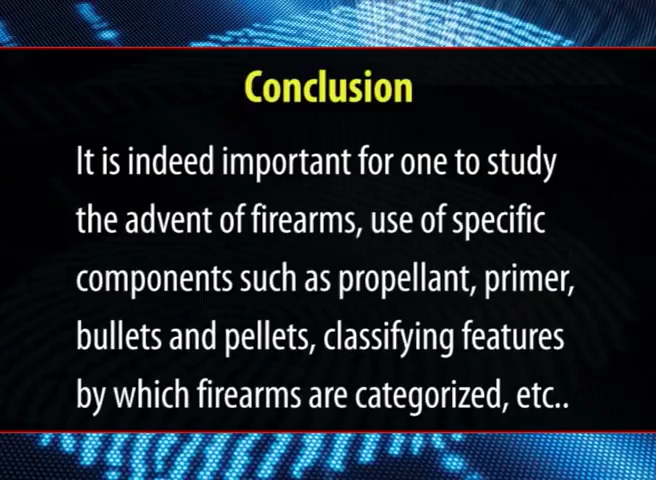 Conclusion
It is indeed important for one to study
the advent of firearms, use of specific
components such as propellant, primer,
bullets and pellets, classifying features
by which firearms are categorized, etc..